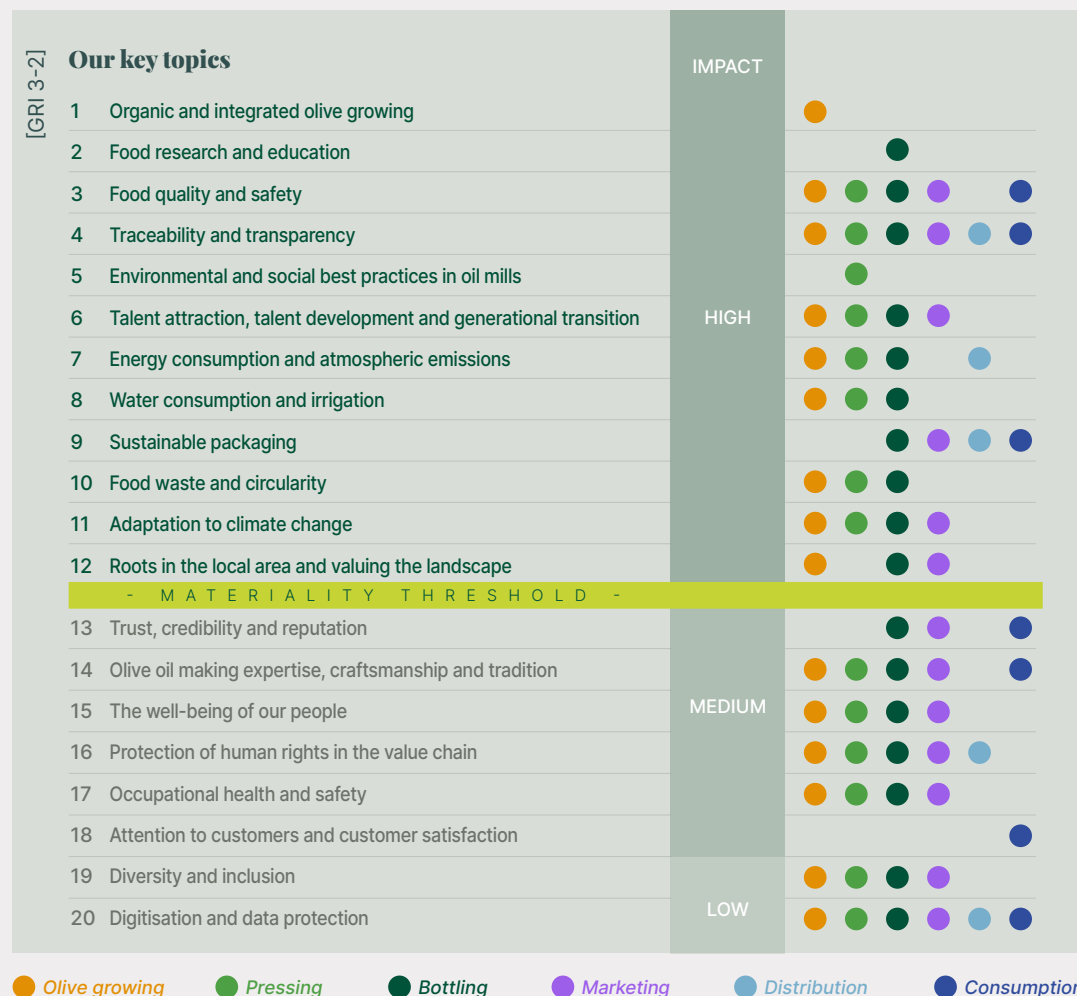 [GRI 3-2]
Our key topics
IMPACT
1 Organic and integrated olive growing
2 Food research and education
3 Food quality and safety
4 Traceability and transparency
5 Environmental and social best practices in oil mills
6 Talent attraction, talent development and generational transition
HIGH
7 Energy consumption and atmospheric emissions
8 Water consumption and irrigation
9 Sustainable packaging
10 Food waste and circularity
11 Adaptation to climate change
12 Roots in the local area and valuing the landscape
- MATERIALITY THRESHOLD -
13 Trust, credibility and reputation
14 Olive oil making expertise, craftsmanship and tradition
15 The well-being of our people
MEDIUM
16 Protection of human rights in the value chain
17 Occupational health and safety
18 Attention to customers and customer satisfaction
19 Diversity and inclusion
LOW
20 Digitisation and data protection
Olive growing Pressing Bottling Marketing Distribution Consumption